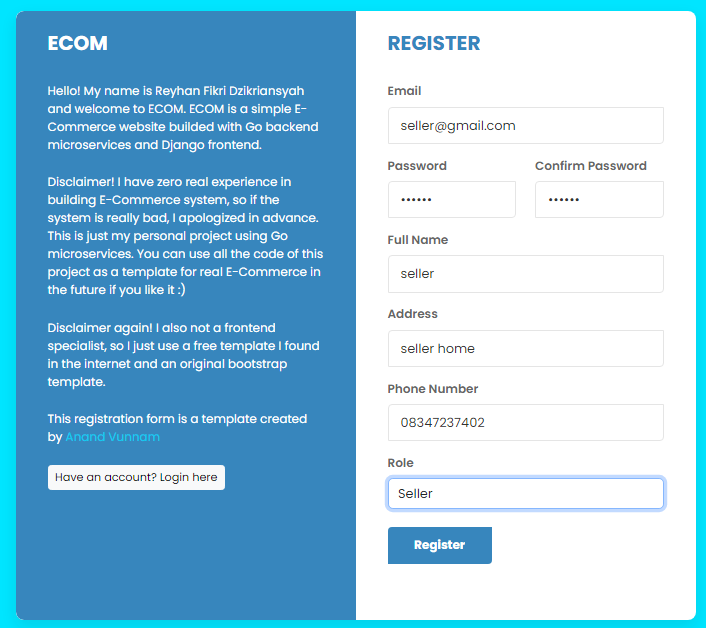 ECOM
Hello! My name is Reyhan Fikri Dzikriansyah
and welcome to ECOM. ECOM is a simple E-
Commerce website builded with Go backend
microservices and Django frontend.
Disclaimer! I have zero real experience in
building E-Commerce system, so if the
system is really bad, I apologized in advance.
This is just my personal project using Go
microservices. You can use all the code of this
project as a template for real E-Commerce in
the future if you like it :)
Disclaimer again! I also not a frontend
specialist, so I just use a free template I found
in the internet and an original bootstrap
template.
This registration form is a template created
by Anand Vunnam
Have an account? Login here
REGISTER
Email
seller@gmail.com
Password Confirm Password
•••••• ••••••
Full Name
seller
Address
seller home
Phone Number
08347237402
Role
Seller
Register